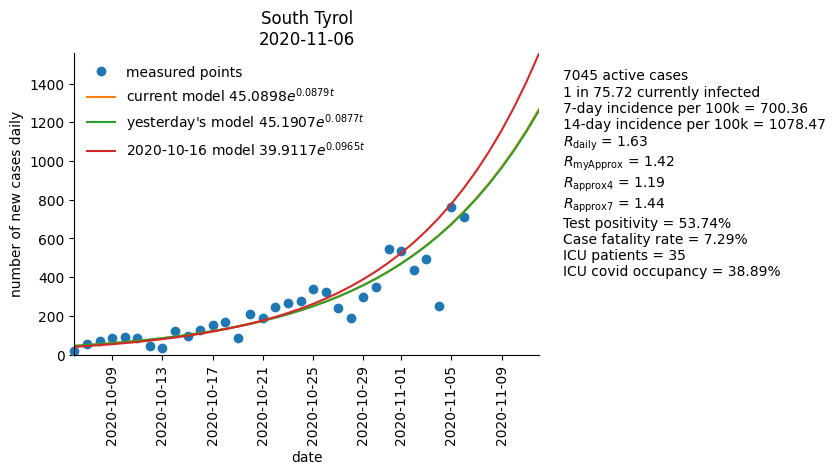 South Tyrol
2020-11-06
number of new cases daily
1400
1200
1000
800
600
400
200
0
measured points
current model 45.0898e^0.0879t
yesterday's model 45.1907e^0.0877t
2020-10-16 model 39.9117e^0.0965t
2020-10-09
2020-10-13
2020-10-17
2020-10-21
2020-10-25
2020-10-29
2020-11-01
2020-11-05
2020-11-09
date
7045 active cases
1 in 75.72 currently infected
7-day incidence per 100k = 700.36
14-day incidence per 100k = 1078.47
R_daily = 1.63
R_myApprox = 1.42
R_approx4 = 1.19
R_approx7 = 1.44
Test positivity = 53.74%
Case fatality rate = 7.29%
ICU patients = 35
ICU covid occupancy = 38.89%